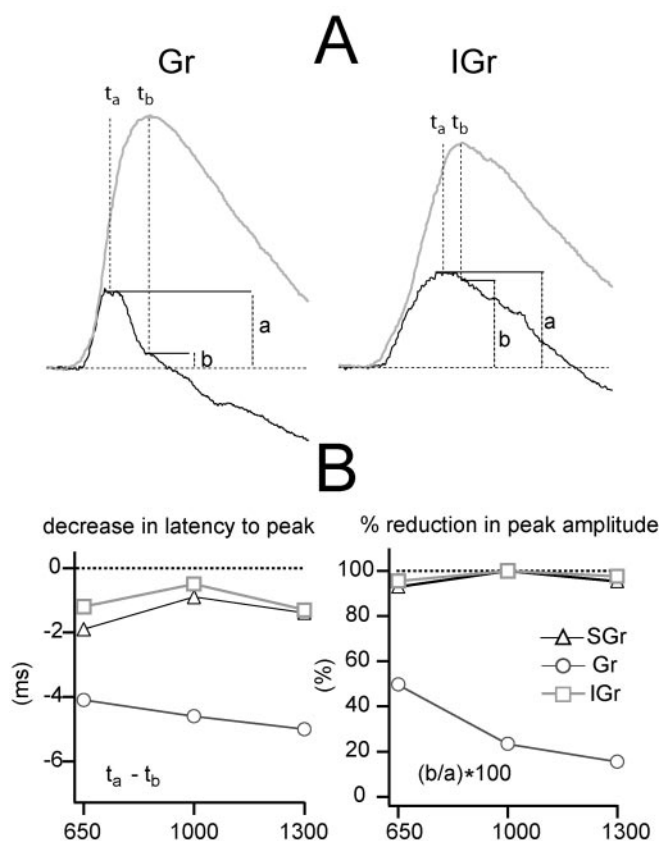 A
Gr
IGr
ta tb
ta tb
a
b
b
a
B
decrease in latency to peak
% reduction in peak amplitude
0
-2
-4
-6
(ms)
ta - tb
650 1000 1300
100
80
60
40
20
0
(%)
SGr
Gr
IGr
(b/a)*100
650 1000 1300